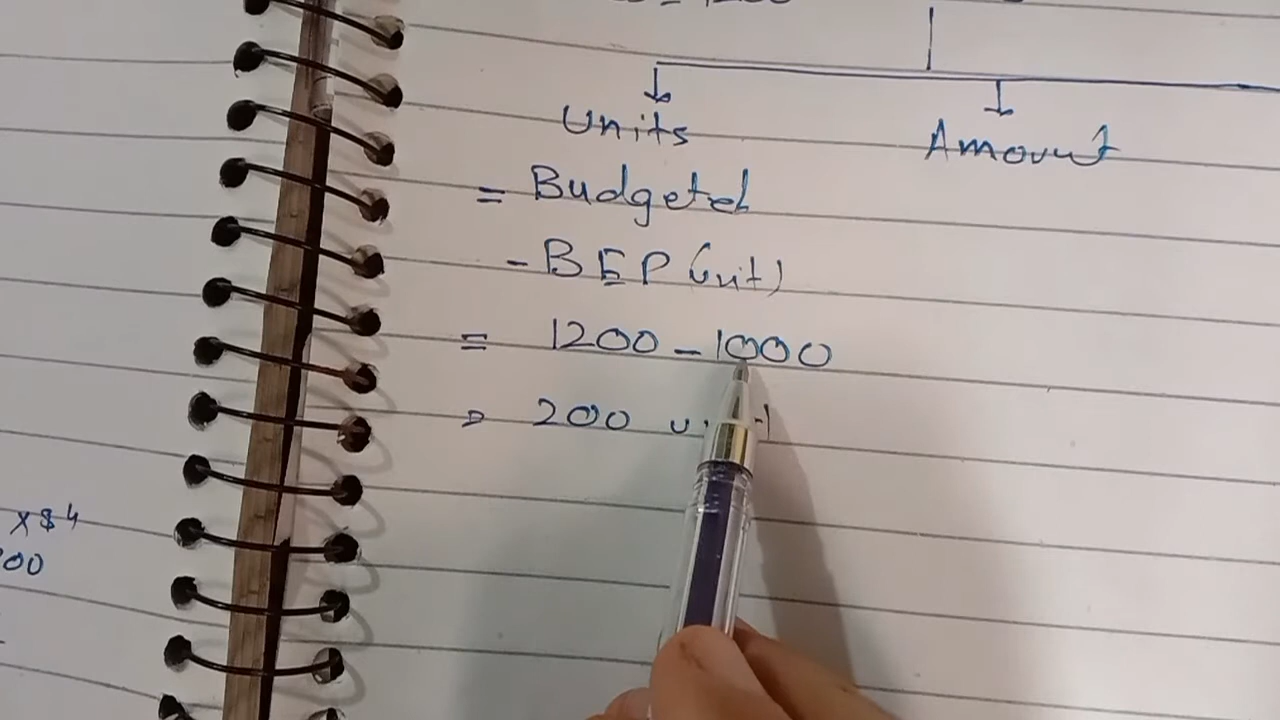 Units
Amount
= Budgeted
- BEP (unit)
= 1200 - 1000
200
x $4
00